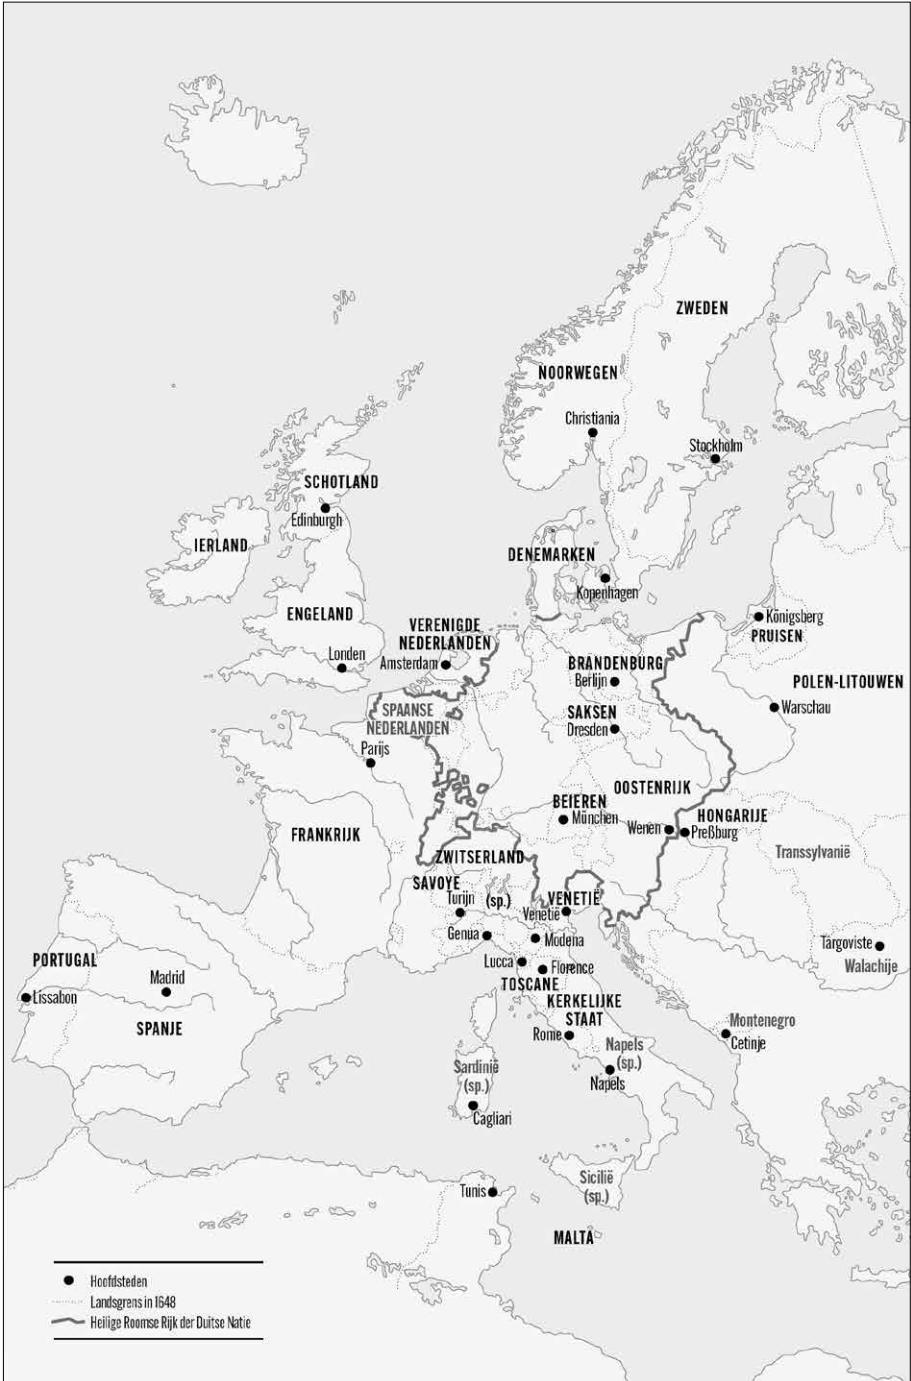 ZWEDEN
NOORWEGEN
Christiania
Stockholm
SCHOTLAND
Edinburgh
IERLAND
DENEMARKEN
Kopenhagen
ENGELAND
Königsberg
PRUISEN
VERENIGDE
NEDERLANDEN
Londen
Amsterdam
BRANDENBURG
Berlijn
POLEN-LITOUWEN
Warschau
SPAANSE
NEDERLANDEN
SAKSEN
Dresden
Parijs
OOSTENRIJK
BEIEREN
München
HONGARIJE
Wenen
Preßburg
FRANKRIJK
Transsylvanië
ZWITSERLAND
SAVOYE
Turijn
(sp.)
VENETIË
Venetië
Genua
Modena
Targoviste
Walachije
PORTUGAL
Lissabon
Madrid
SPANJE
Lucca
Florence
TOSCANE
KERKELIJKE
STAAT
Rome
Montenegro
Cetinje
Napels
(sp.)
Napels
Sardinië
(sp.)
Cagliari
Sicilië
(sp.)
Tunis
MALTA
Hoofdsteden
Landsgrens in 1648
Heilige Roomse Rijk der Duitse Natie